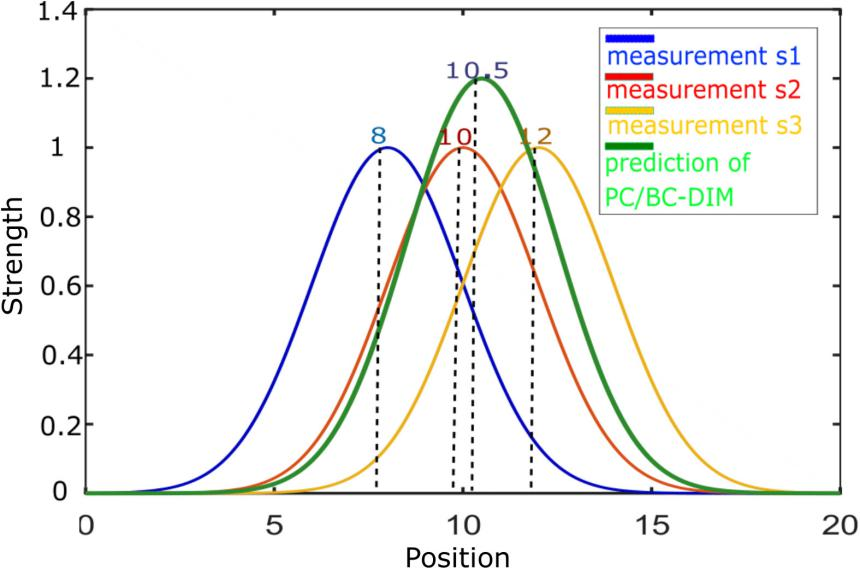 1.4
1.2
1
0.8
0.6
0.4
0.2
0
Strength
8
10
10.5
12
measurement s1
measurement s2
measurement s3
prediction of
PC/BC-DIM
0 5 10 15 20
Position